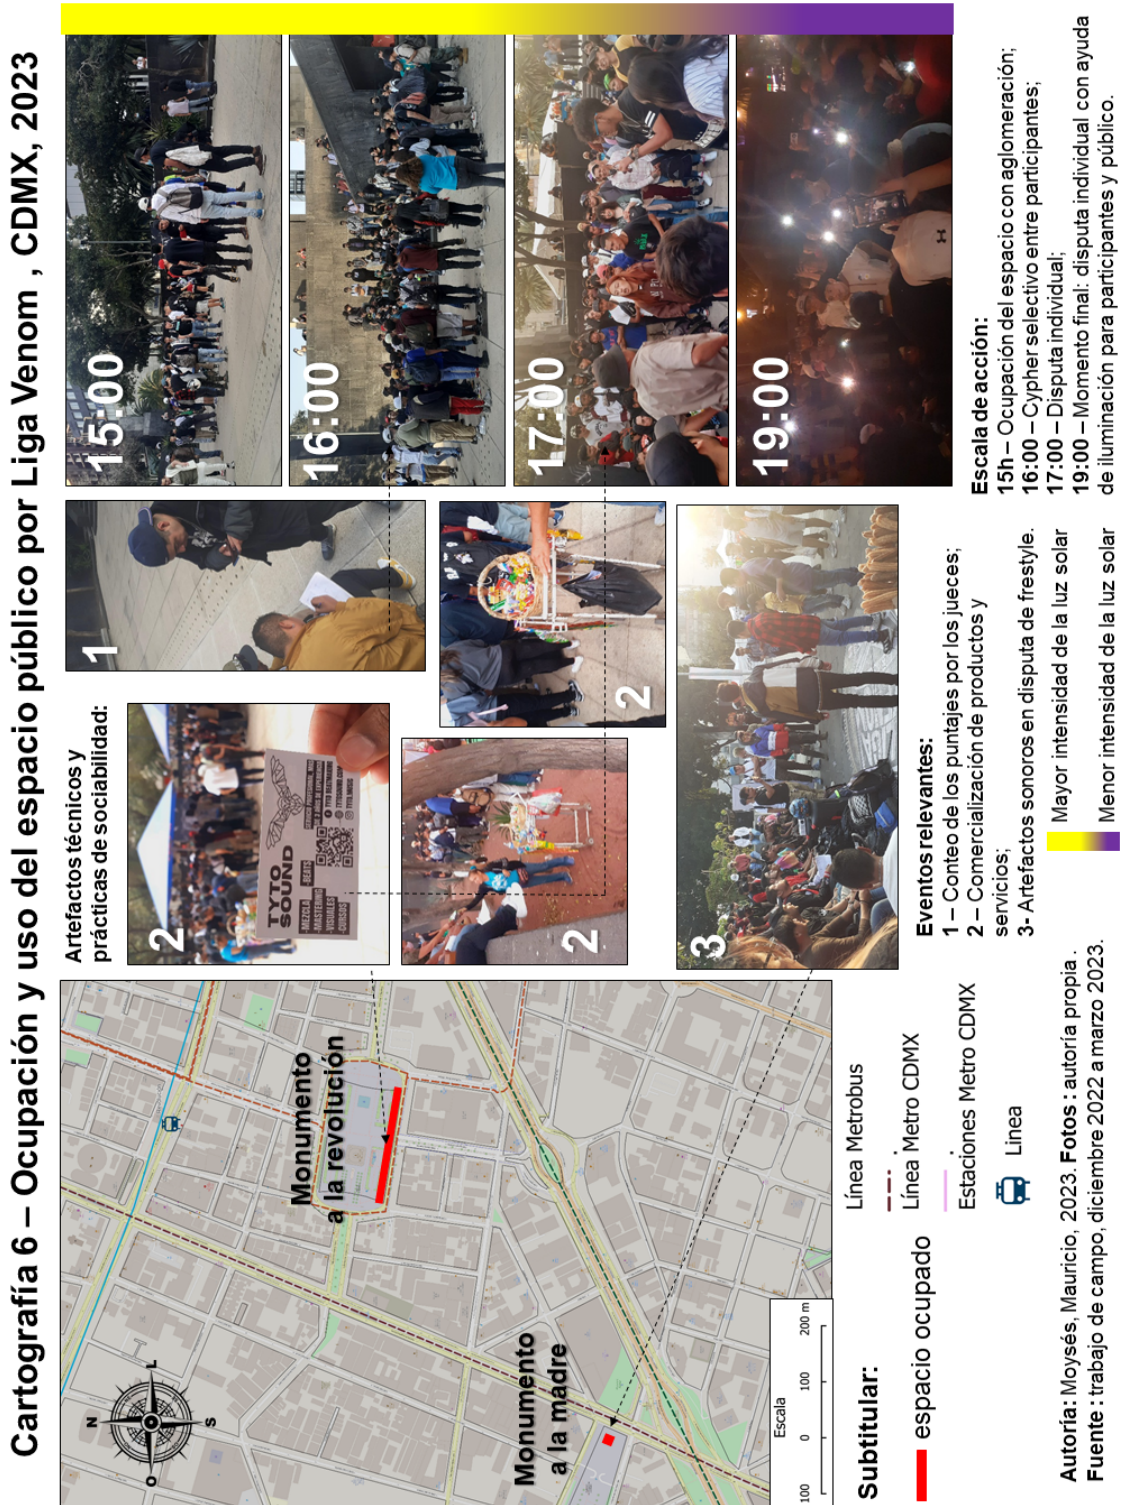 Cartografía 6 – Ocupación y uso del espacio público por Liga Venom , CDMX, 2023
Monumento
a la revolución
Monumento
a la madre
N
L
S
O
Escala
100 0 100 200 m
Artefactos técnicos y
prácticas de sociabilidad:
2
TYTO
SOUND
-MEZCLA
-MASTERING
-VISUALES
-CURSOS
-BEATS
1
2
2
3
15:00
16:00
17:00
19:00
Subtitular:
espacio ocupado
Línea Metrobus
Línea Metro CDMX
Estaciones Metro CDMX
Linea
Autoría: Moysés, Mauricio, 2023. Fotos : autoría propia .
Fuente : trabajo de campo, diciembre 2022 a marzo 2023.
Eventos relevantes:
1 – Conteo de los puntajes por los jueces;
2 – Comercialización de productos y
servicios;
3- Artefactos sonoros en disputa de frestyle.
Mayor intensidad de la luz solar
Menor intensidad de la luz solar
Escala de acción:
15h – Ocupación del espacio con aglomeración;
16:00 – Cypher selectivo entre participantes;
17:00 – Disputa individual;
19:00 – Momento final: disputa individual con ayuda
de iluminación para participantes y público.